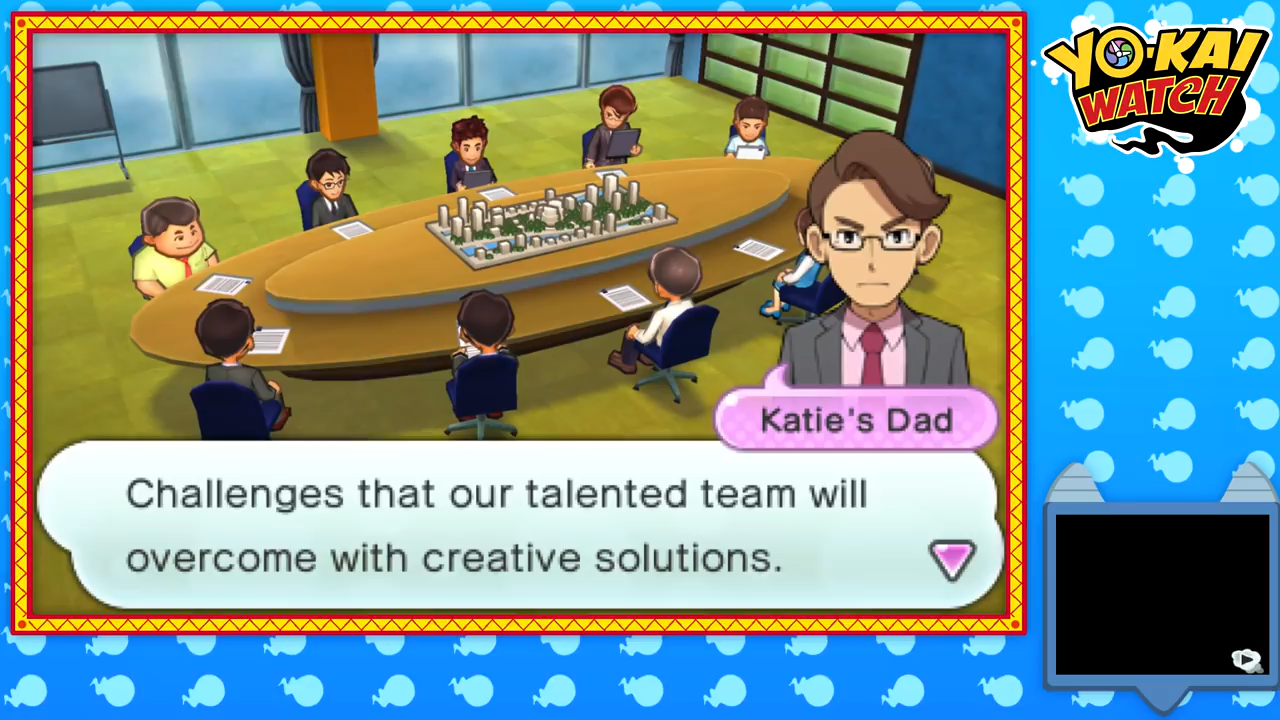 YO-KAI
WATCH
Katie's Dad
Challenges that our talented team will
overcome with creative solutions.